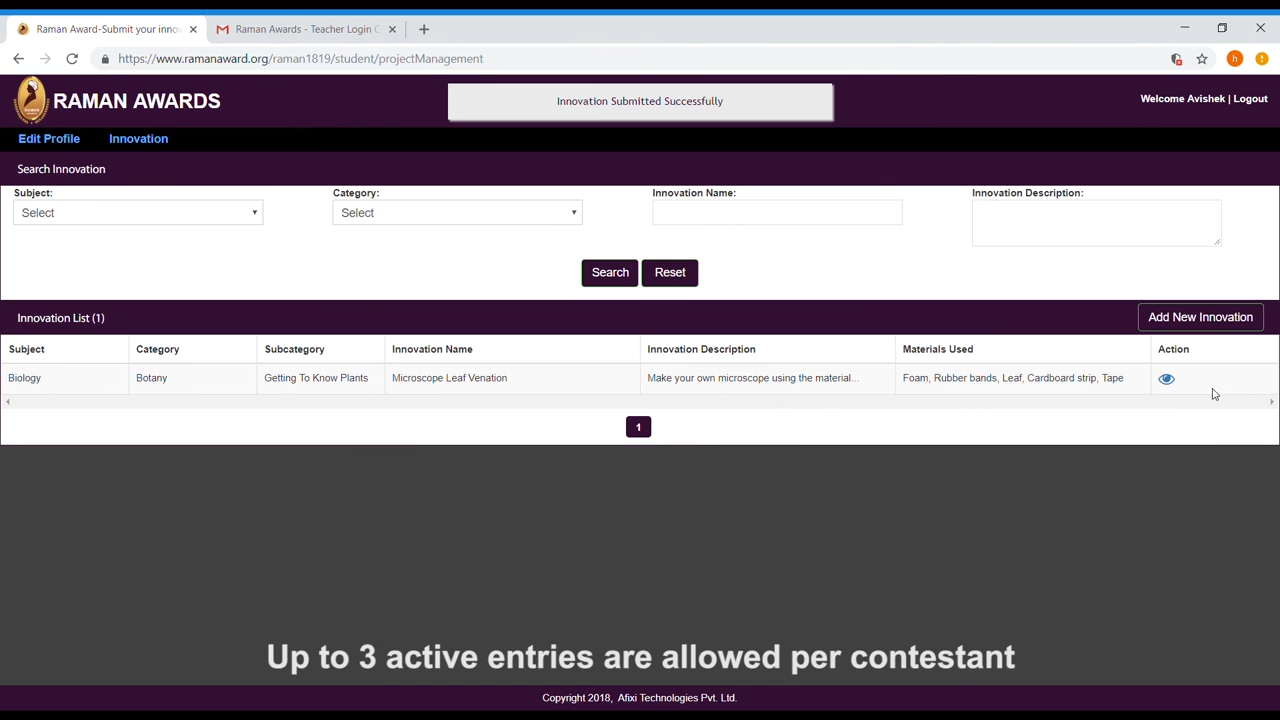 Raman Award-Submit your inno
Raman Awards - Teacher Login C
https://www.ramanaward.org/raman1819/student/projectManagement
h
RAMAN AWARDS
Innovation Submitted Successfully
Welcome Avishek | Logout
Edit Profile Innovation
Search Innovation
Subject: Category: Innovation Name: Innovation Description:
Select Select
Search Reset
Innovation List (1) Add New Innovation
Subject Category Subcategory Innovation Name Innovation Description Materials Used Action
Biology Botany Getting To Know Plants Microscope Leaf Venation Make your own microscope using the material... Foam, Rubber bands, Leaf, Cardboard strip, Tape
1
Up to 3 active entries are allowed per contestant
Copyright 2018, Afixi Technologies Pvt. Ltd.